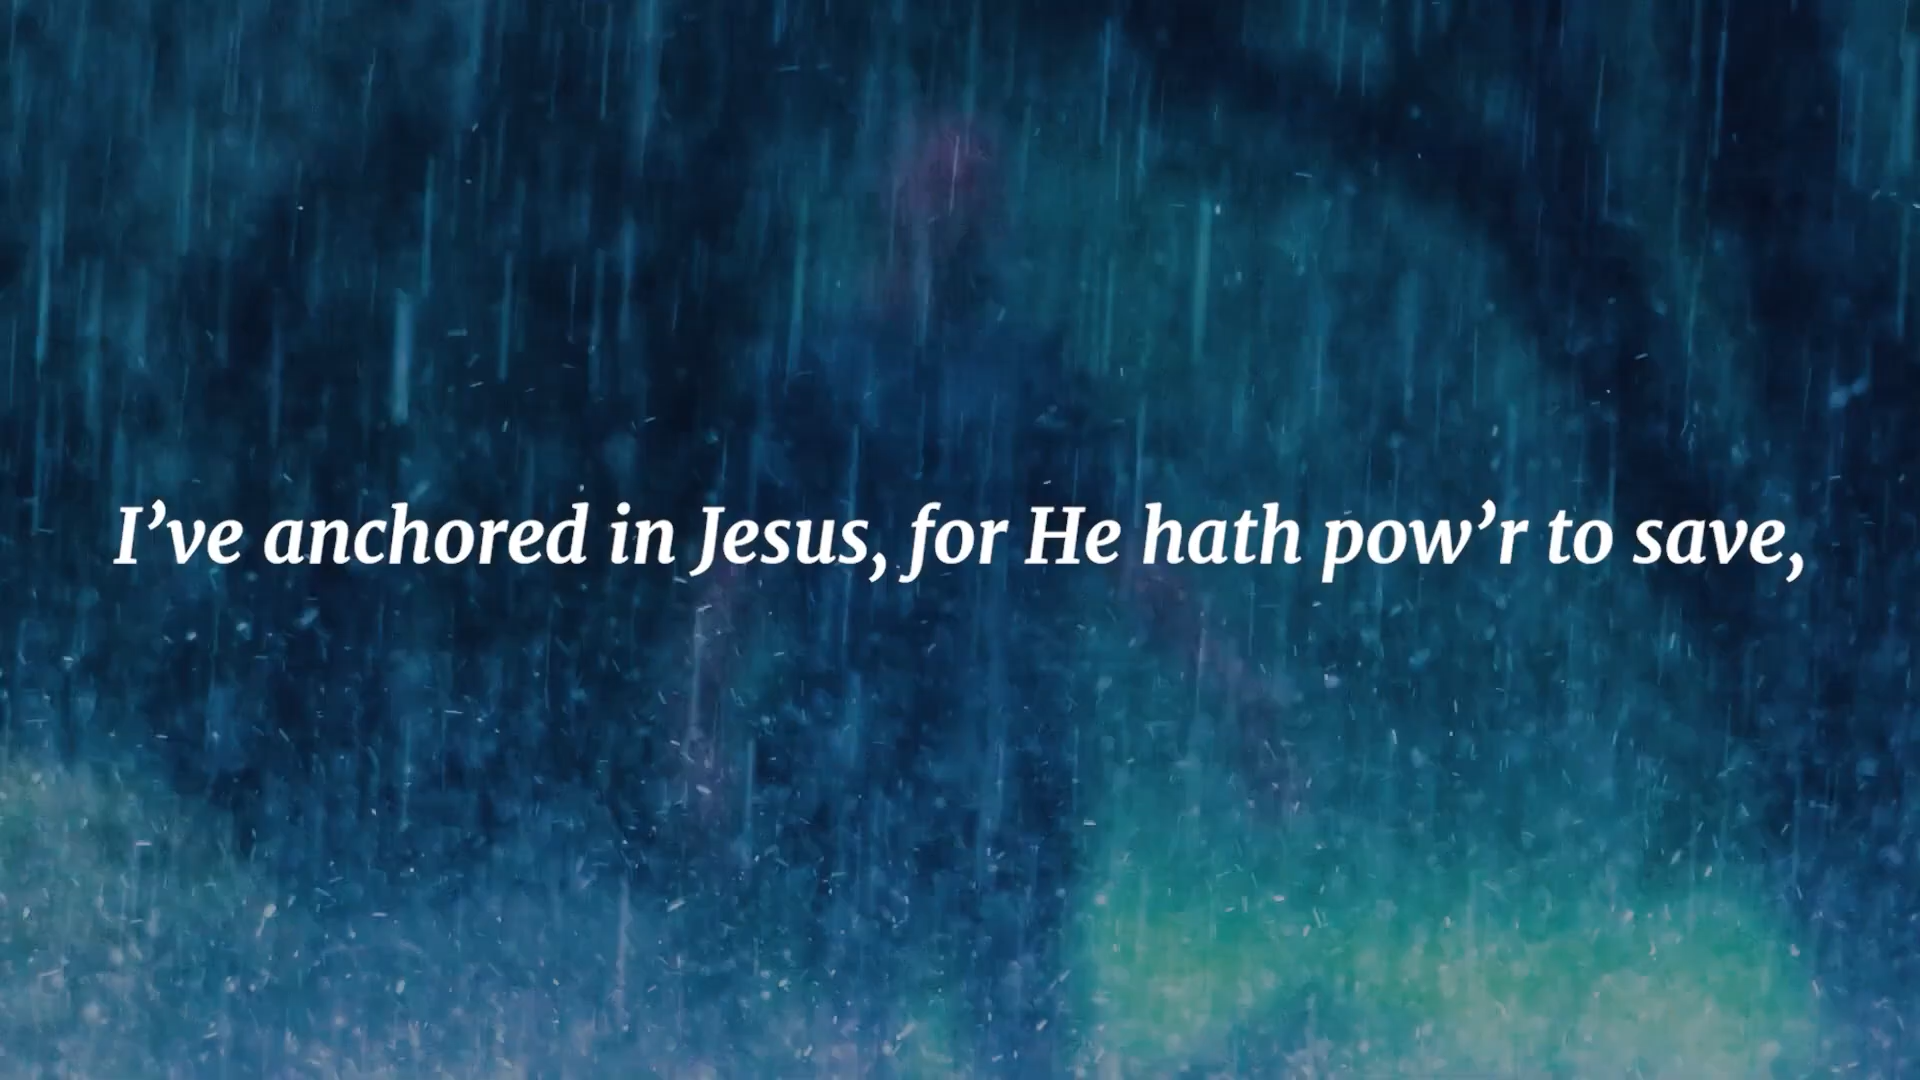 I’ve anchored in Jesus, for He hath pow’r to save,